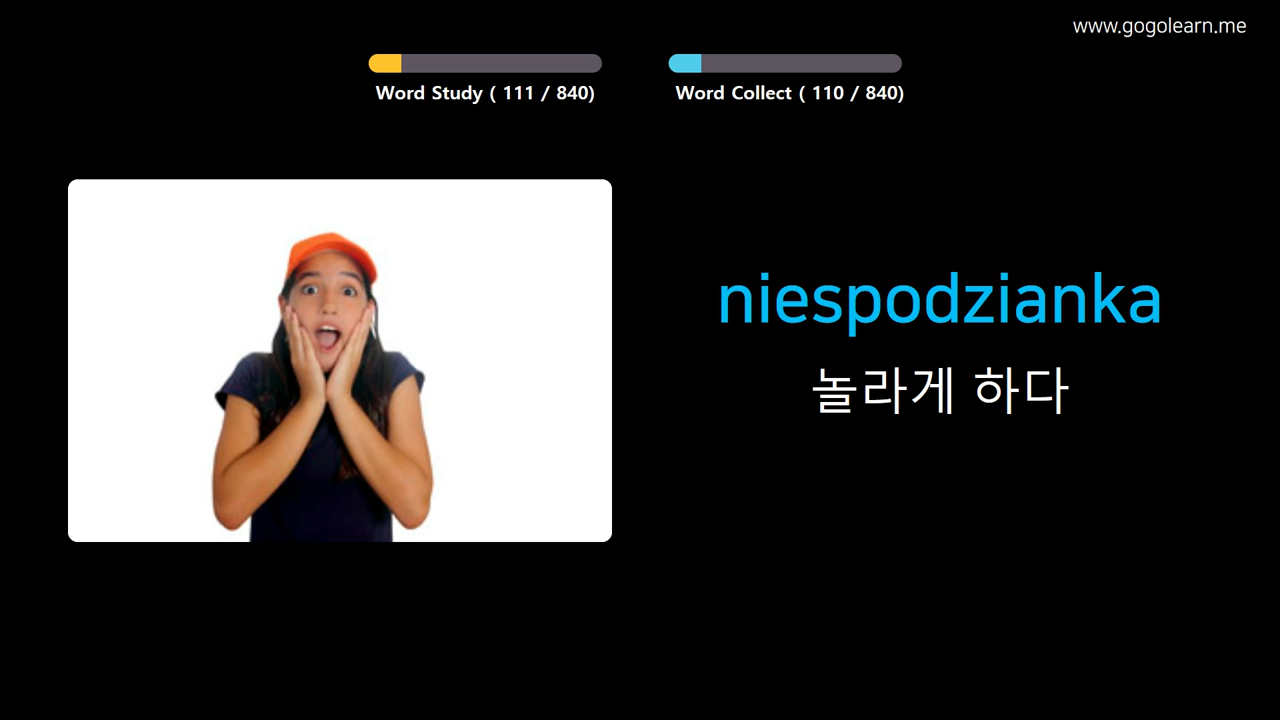 www.gogolearn.me
Word Study ( 111 / 840)
Word Collect ( 110 / 840)
niespodzianka
놀라게 하다